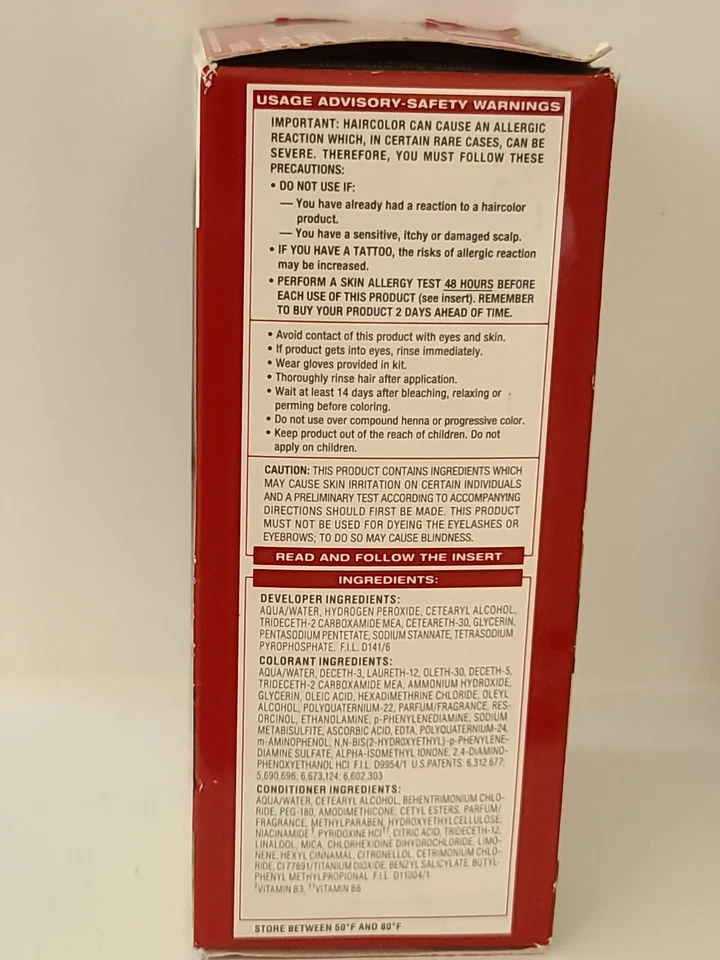 USAGE ADVISORY-SAFETY WARNINGS
IMPORTANT: HAIRCOLOR CAN CAUSE AN ALLERGIC
REACTION WHICH, IN CERTAIN RARE CASES, CAN BE
SEVERE. THEREFORE, YOU MUST FOLLOW THESE
PRECAUTIONS:
• DO NOT USE IF:
— You have already had a reaction to a haircolor
product.
— You have a sensitive, itchy or damaged scalp.
• IF YOU HAVE A TATTOO, the risks of allergic reaction
may be increased.
• PERFORM A SKIN ALLERGY TEST 48 HOURS BEFORE
EACH USE OF THIS PRODUCT (see insert). REMEMBER
TO BUY YOUR PRODUCT 2 DAYS AHEAD OF TIME.
• Avoid contact of this product with eyes and skin.
• If product gets into eyes, rinse immediately.
• Wear gloves provided in kit.
• Thoroughly rinse hair after application.
• Wait at least 14 days after bleaching, relaxing or
perming before coloring.
• Do not use over compound henna or progressive color.
• Keep product out of the reach of children. Do not
apply on children.
CAUTION: THIS PRODUCT CONTAINS INGREDIENTS WHICH
MAY CAUSE SKIN IRRITATION ON CERTAIN INDIVIDUALS
AND A PRELIMINARY TEST ACCORDING TO ACCOMPANYING
DIRECTIONS SHOULD FIRST BE MADE. THIS PRODUCT
MUST NOT BE USED FOR DYEING THE EYELASHES OR
EYEBROWS; TO DO SO MAY CAUSE BLINDNESS.
READ AND FOLLOW THE INSERT
INGREDIENTS:
DEVELOPER INGREDIENTS:
AQUA/WATER, HYDROGEN PEROXIDE, CETEARYL ALCOHOL,
TRIDECETH-2 CARBOXAMIDE MEA, CETEARETH-30, GLYCERIN,
PENTASODIUM PENTETATE, SODIUM STANNATE, TETRASODIUM
PYROPHOSPHATE. F.I.L. D141/6
COLORANT INGREDIENTS:
AQUA/WATER, DECETH-3, LAURETH-12, OLETH-30, DECETH-5,
TRIDECETH-2 CARBOXAMIDE MEA, AMMONIUM HYDROXIDE,
GLYCERIN, OLEIC ACID, HEXADIMETHRINE CHLORIDE, OLEYL
ALCOHOL, POLYQUATERNIUM-22, PARFUM/FRAGRANCE, RES-
ORCINOL, ETHANOLAMINE, p-PHENYLENEDIAMINE, SODIUM
METABISULFITE, ASCORBIC ACID, EDTA, POLYQUATERNIUM-24,
m-AMINOPHENOL, N,N-BIS(2-HYDROXYETHYL)-p-PHENYLENE-
DIAMINE SULFATE, ALPHA-ISOMETHYL IONONE, 2,4-DIAMINO-
PHENOXYETHANOL HCl F.I.L. D9954/1 U.S.PATENTS: 6,312,677;
5,690,696; 6,673,124; 6,602,303
CONDITIONER INGREDIENTS:
AQUA/WATER, CETEARYL ALCOHOL, BEHENTRIMONIUM CHLO-
RIDE, PEG-180, AMODIMETHICONE, CETYL ESTERS, PARFUM/
FRAGRANCE, METHYLPARABEN, HYDROXYETHYLCELLULOSE,
NIACINAMIDE†, PYRIDOXINE HCl††, CITRIC ACID, TRIDECETH-12,
LINALOOL, MICA, CHLORHEXIDINE DIHYDROCHLORIDE, LIMO-
NENE, HEXYL CINNAMAL, CITRONELLOL, CETRIMONIUM CHLO-
RIDE, CI 77891/TITANIUM DIOXIDE, BENZYL SALICYLATE, BUTYL-
PHENYL METHYLPROPIONAL F.I.L. D11004/1
†VITAMIN B3, ††VITAMIN B6
STORE BETWEEN 50°F AND 80°F